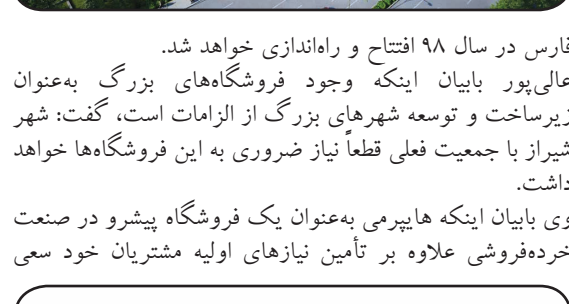 فارس در سال ۹۸ افتتاح و راه‌اندازی خواهد شد.
عالی‌پور بابیان اینکه وجود فروشگاه‌های بزرگ به‌عنوان
زیرساخت و توسعه شهرهای بزرگ از الزامات است، گفت: شهر
شیراز با جمعیت فعلی قطعاً نیاز ضروری به این فروشگاه‌ها خواهد
داشت.
وی بابیان اینکه هایپرمی به‌عنوان یک فروشگاه پیشرو در صنعت
خرده‌فروشی علاوه بر تأمین نیازهای اولیه مشتریان خود سعی